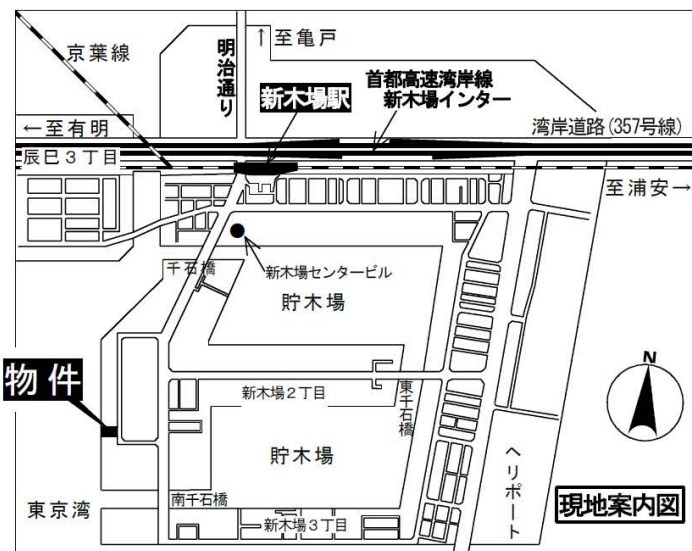 京葉線
明治通り
↑至亀戸
首都高速湾岸線
新木場インター
新木場駅
←至有明
湾岸道路(357号線)
辰巳3丁目
至浦安→
千石橋
新木場センタービル
貯木場
物件
新木場2丁目
東千石橋
N
貯木場
ヘリポート
東京湾
南千石橋
新木場3丁目
現地案内図